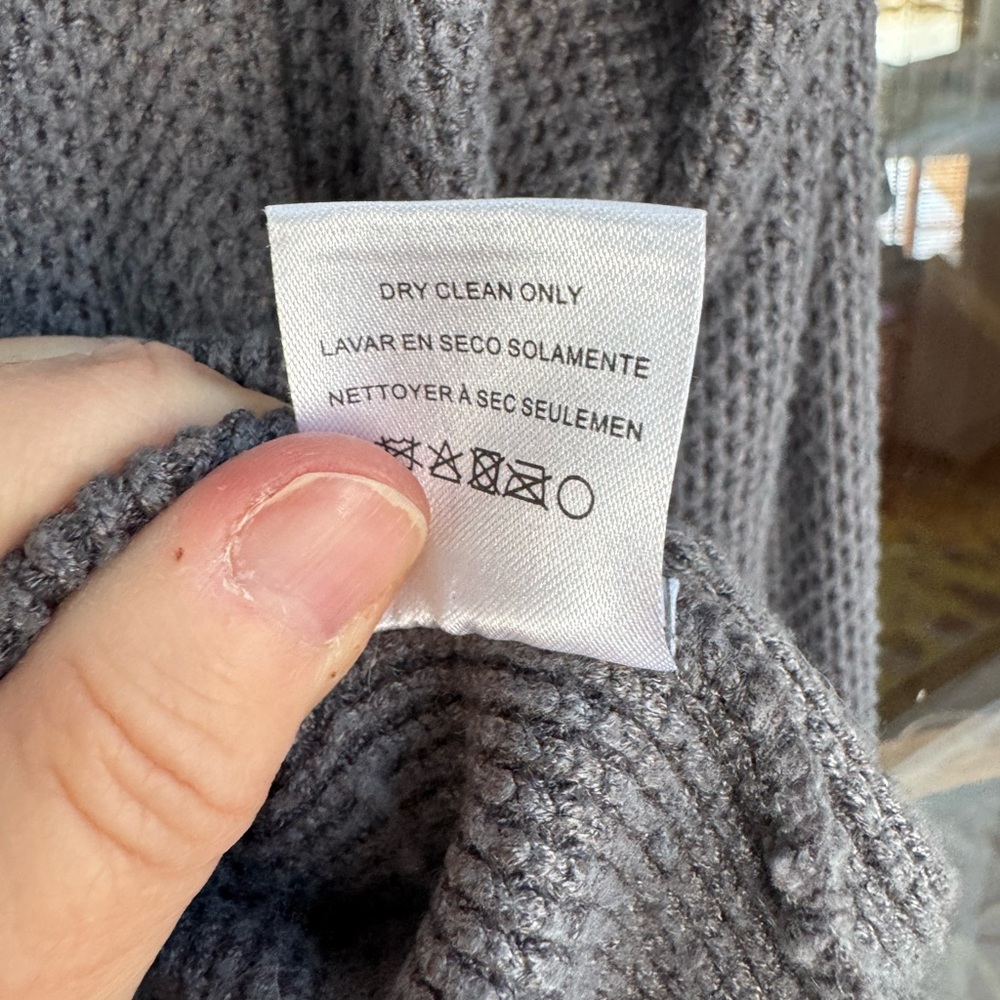 DRY CLEAN ONLY
LAVAR EN SECO SOLAMENTE
NETTOYER À SEC SEULEMEN